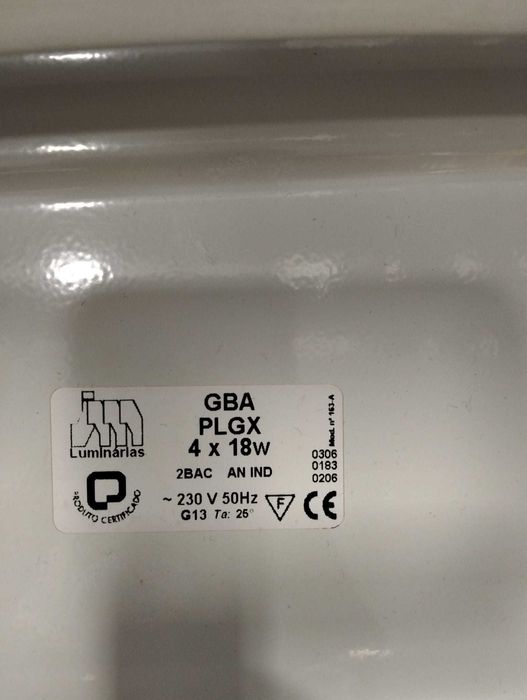 Luminárias
PRODUTO CERTIFICADO
GBA
PLGX
4 x 18W
2BAC AN IND
~ 230 V 50Hz
G13 Ta: 25°
F
CE
Mod. nº 163-A
0306
0183
0206